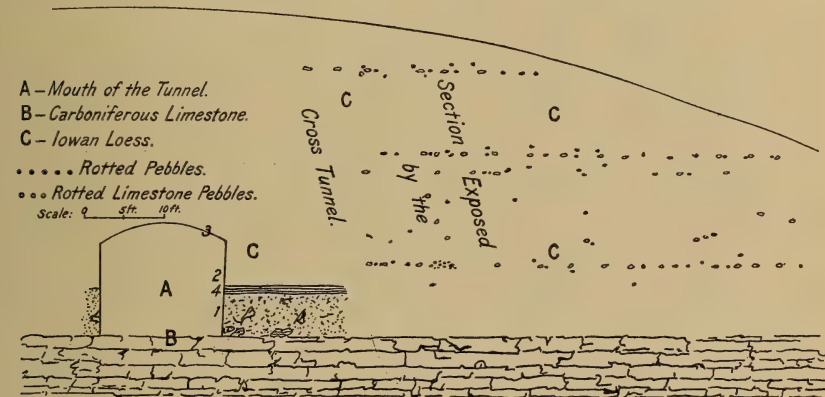 A – Mouth of the Tunnel.
B – Carboniferous Limestone.
C – Iowan Loess.
Rotted Pebbles.
Rotted Limestone Pebbles.
Scale: 0 5ft. 10ft.
C
C
Cross Tunnel.
Section
by the
Exposed
3
C
C
2
A
4
1
B